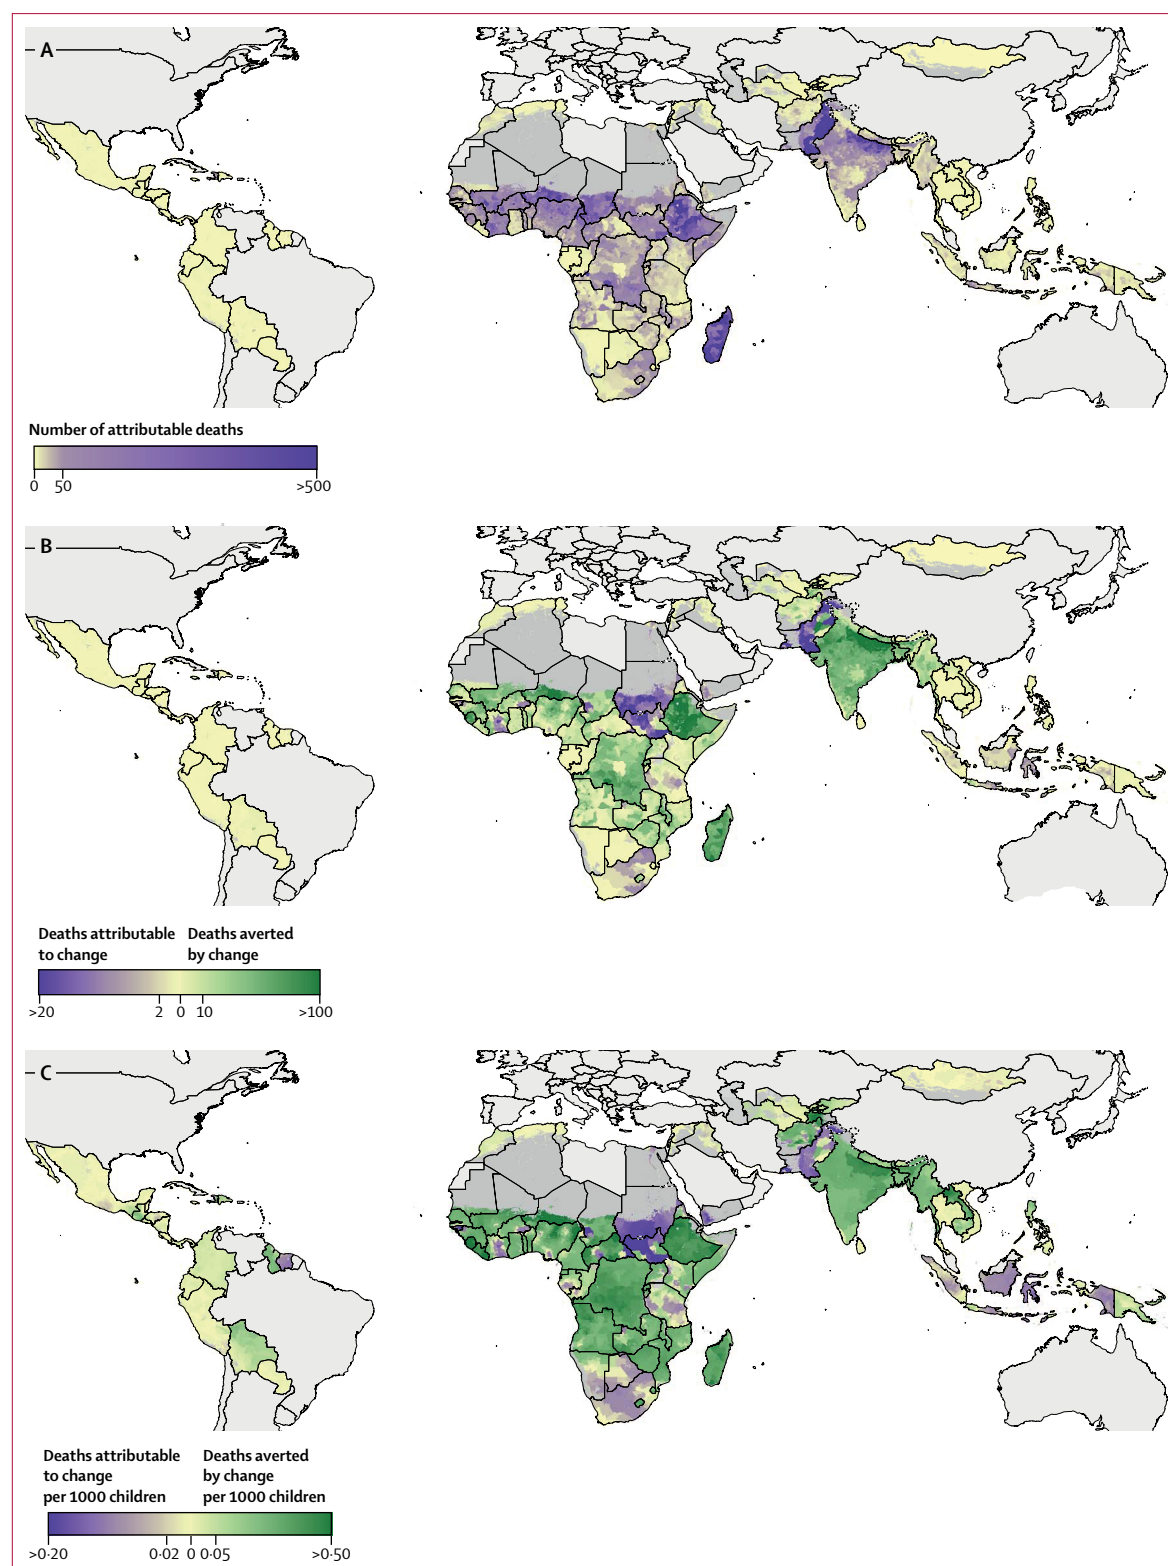 A
Number of attributable deaths
0 50 >500
B
Deaths attributable Deaths averted
to change by change
>20 2 0 10 >100
C
Deaths attributable Deaths averted
to change by change
per 1000 children per 1000 children
>0·20 0·02 0 0·05 >0·50